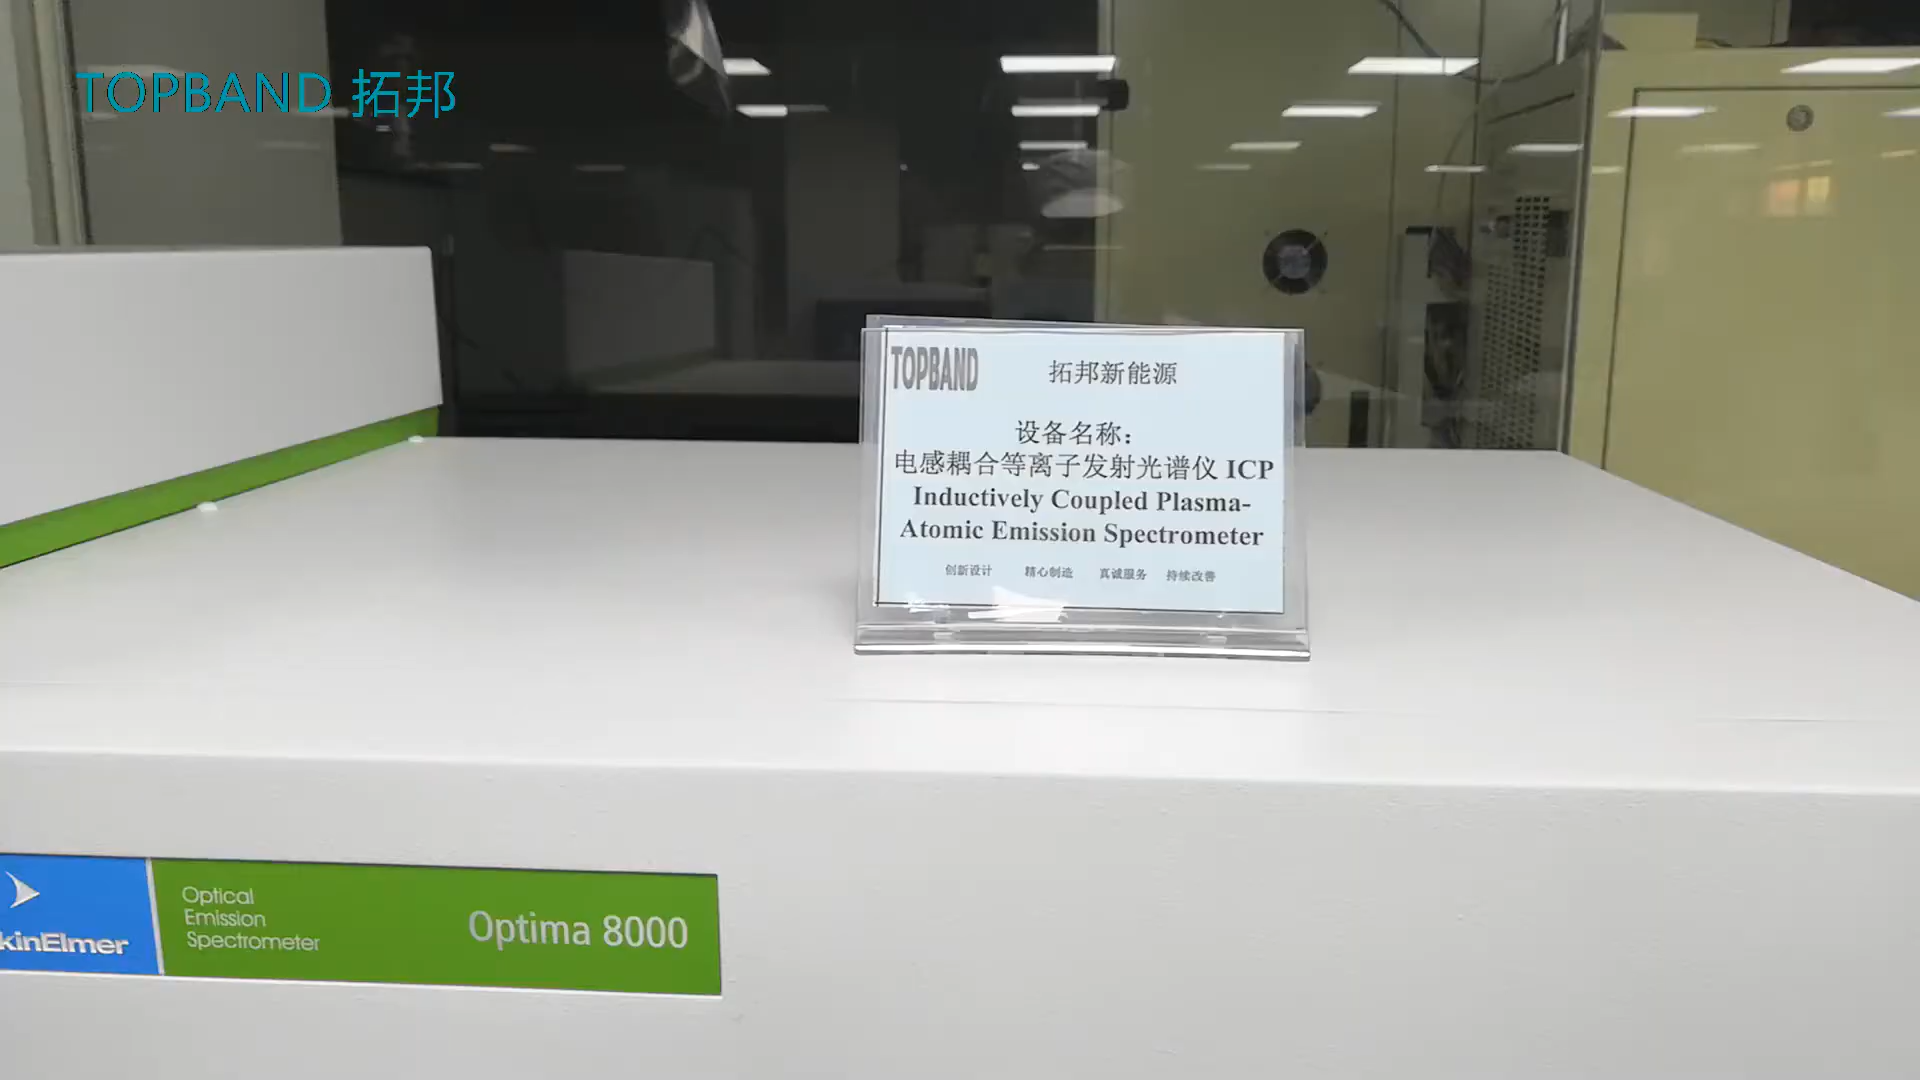 TOPBAND 拓邦
TOPBAND
拓邦新能源
设备名称：
电感耦合等离子发射光谱仪 ICP
Inductively Coupled Plasma-
Atomic Emission Spectrometer
创新设计 精心制造 真诚服务 持续改善
kinElmer
Optical
Emission
Spectrometer
Optima 8000